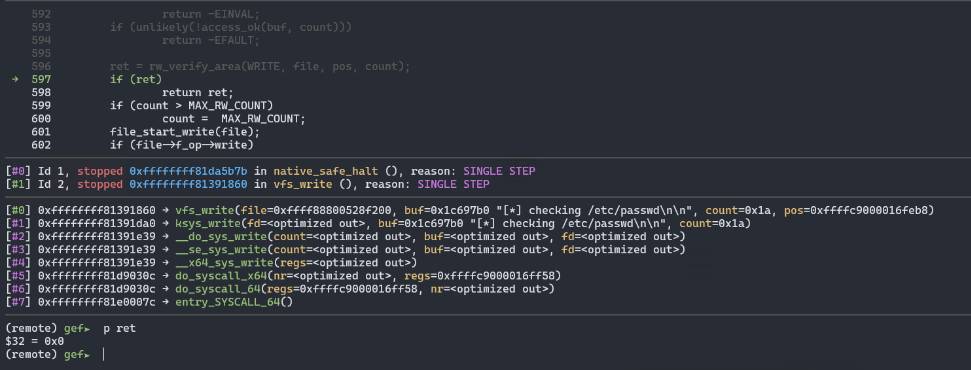 592 return -EINVAL;
593 if (unlikely(!access_ok(buf, count)))
594 return -EFAULT;
595
596 ret = rw_verify_area(WRITE, file, pos, count);
→ 597 if (ret)
598 return ret;
599 if (count > MAX_RW_COUNT)
600 count = MAX_RW_COUNT;
601 file_start_write(file);
602 if (file->f_op->write)
[#0] Id 1, stopped 0xffffffff81da5b7b in native_safe_halt (), reason: SINGLE STEP
[#1] Id 2, stopped 0xffffffff81391860 in vfs_write (), reason: SINGLE STEP
[#0] 0xffffffff81391860 → vfs_write(file=0xffff88800528f200, buf=0x1c697b0 "[*] checking /etc/passwd\n\n", count=0x1a, pos=0xffffc9000016feb8)
[#1] 0xffffffff81391da0 → ksys_write(fd=<optimized out>, buf=0x1c697b0 "[*] checking /etc/passwd\n\n", count=0x1a)
[#2] 0xffffffff81391e39 → __do_sys_write(count=<optimized out>, buf=<optimized out>, fd=<optimized out>)
[#3] 0xffffffff81391e39 → __se_sys_write(count=<optimized out>, buf=<optimized out>, fd=<optimized out>)
[#4] 0xffffffff81391e39 → __x64_sys_write(regs=<optimized out>)
[#5] 0xffffffff81d9030c → do_syscall_x64(nr=<optimized out>, regs=0xffffc9000016ff58)
[#6] 0xffffffff81d9030c → do_syscall_64(regs=0xffffc9000016ff58, nr=<optimized out>)
[#7] 0xffffffff81e0007c → entry_SYSCALL_64()
(remote) gef➤ p ret
$32 = 0x0
(remote) gef➤